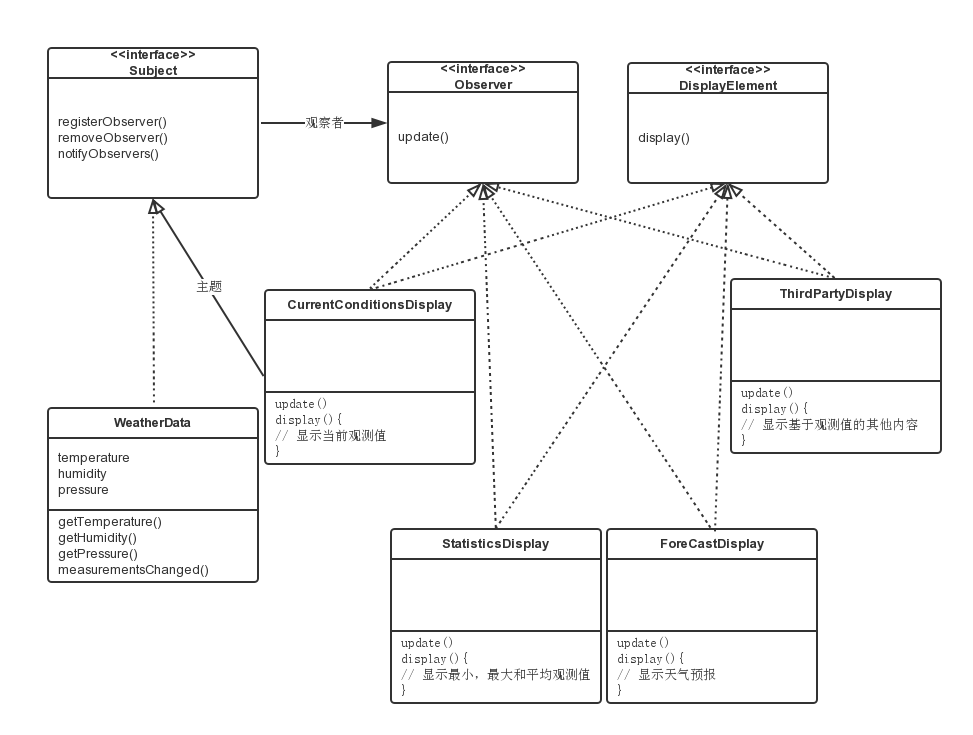 <<interface>>
Subject
registerObserver()
removeObserver()
notifyObservers()
观察者
<<interface>>
Observer
update()
<<interface>>
DisplayElement
display()
主题
CurrentConditionsDisplay
update()
display(){
// 显示当前观测值
}
ThirdPartyDisplay
update()
display(){
// 显示基于观测值的其他内容
}
WeatherData
temperature
humidity
pressure
getTemperature()
getHumidity()
getPressure()
measurementsChanged()
StatisticsDisplay
update()
display(){
// 显示最小，最大和平均观测值
}
ForeCastDisplay
update()
display(){
// 显示天气预报
}